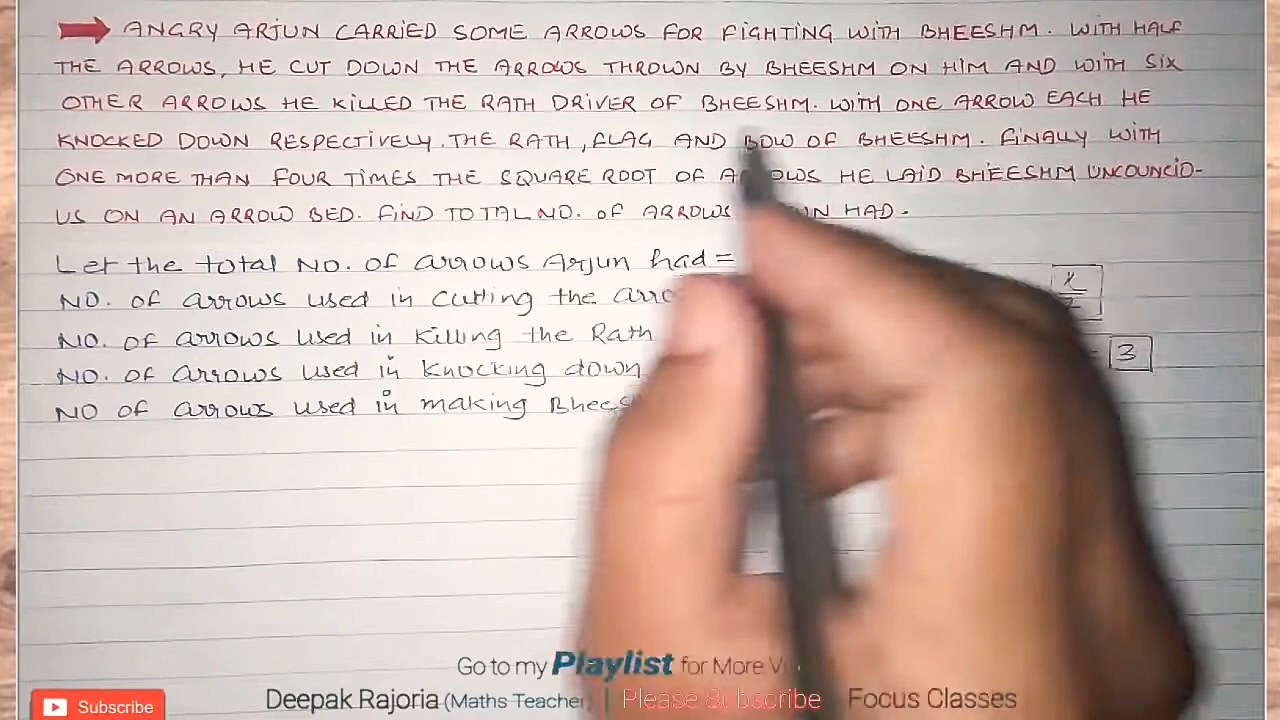 ANGRY ARJUN CARRIED SOME ARROWS FOR FIGHTING WITH BHEESHM. WITH HALF
THE ARROWS, HE CUT DOWN THE ARROWS THROWN BY BHEESHM ON HIM AND WITH SIX
OTHER ARROWS HE KILLED THE RATH DRIVER OF BHEESHM. WITH ONE ARROW EACH HE
KNOCKED DOWN RESPECTIVELY. THE RATH, FLAG AND BOW OF BHEESHM. FINALLY WITH
ONE MORE THAN FOUR TIMES THE SQUARE ROOT OF ARROWS HE LAID BHEESHM UNCOUNCIO-
US ON AN ARROW BED. FIND TOTAL NO. OF ARROWS HAD.
Let the total NO. of arrows Arjun had =
NO. of arrows used in cutting the x/2
NO. of arrows used in killing the Rath
NO. of arrows used in knocking down 3
NO of arrows used in making
Go to my Playlist for More
Deepak Rajoria (Maths Teacher) | Please Subscribe Focus Classes
Subscribe